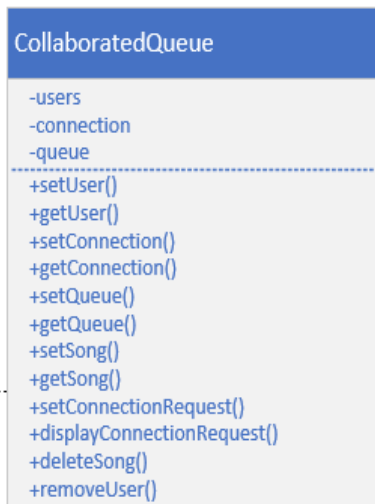 CollaboratedQueue
-users
-connection
-queue
+setUser()
+getUser()
+setConnection()
+getConnection()
+setQueue()
+getQueue()
+setSong()
+getSong()
+setConnectionRequest()
+displayConnectionRequest()
+deleteSong()
+removeUser()